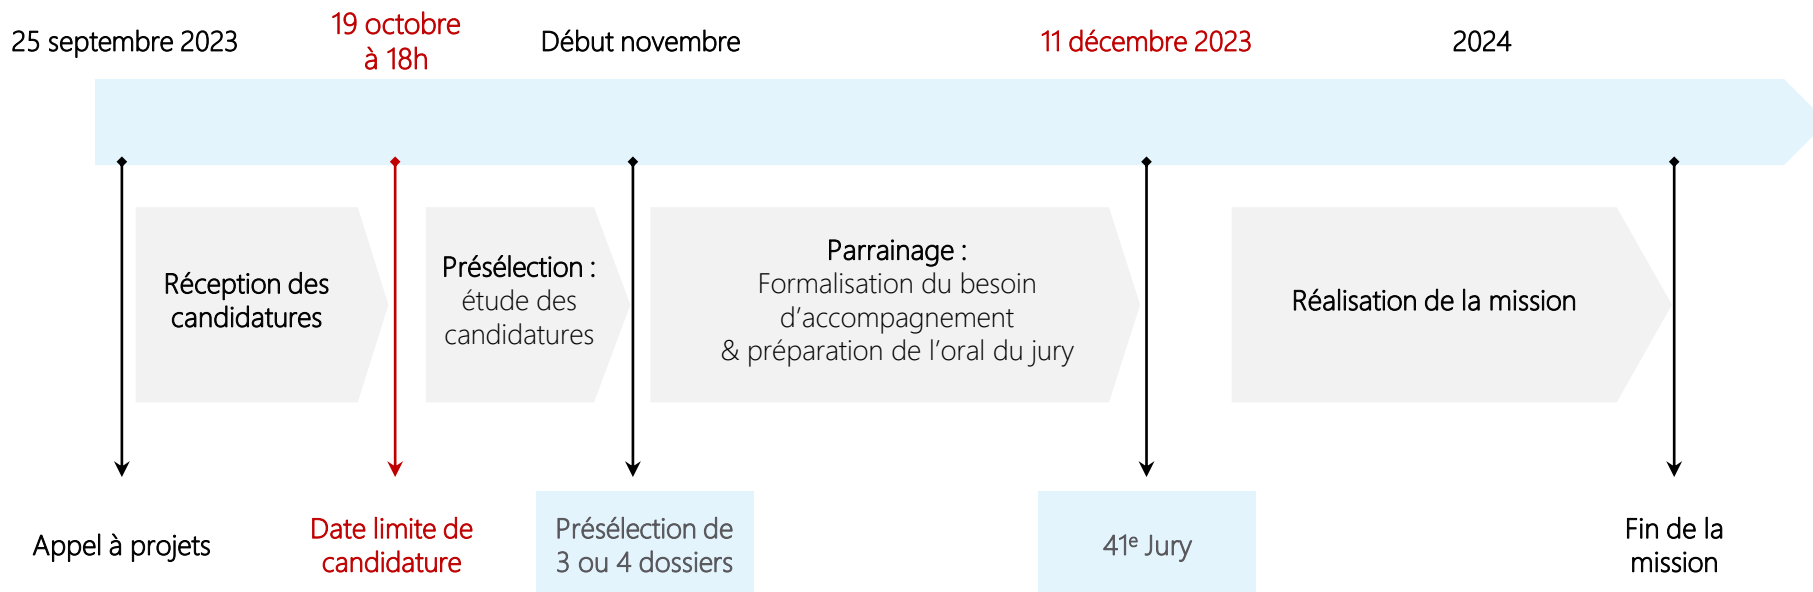 25 septembre 2023
19 octobre
à 18h
Début novembre
11 décembre 2023
2024
Réception des
candidatures
Présélection :
étude des
candidatures
Parrainage :
Formalisation du besoin
d’accompagnement
& préparation de l’oral du jury
Réalisation de la mission
Appel à projets
Date limite de
candidature
Présélection de
3 ou 4 dossiers
41e Jury
Fin de la
mission